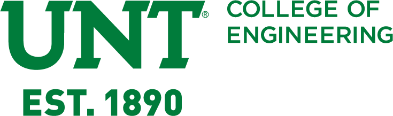 UNT®
EST. 1890
COLLEGE OF
ENGINEERING